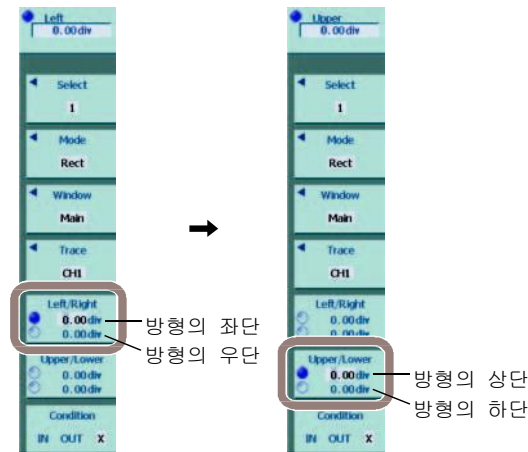 Left
0.00div
Select
1
Mode
Rect
Window
Main
Trace
CH1
Left/Right
0.00div
0.00div
Upper/Lower
0.00div
0.00div
Condition
IN OUT X
방형의 좌단
방형의 우단
➡
Upper
0.00div
Select
1
Mode
Rect
Window
Main
Trace
CH1
Left/Right
0.00div
0.00div
Upper/Lower
0.00div
0.00div
Condition
IN OUT X
방형의 상단
방형의 하단